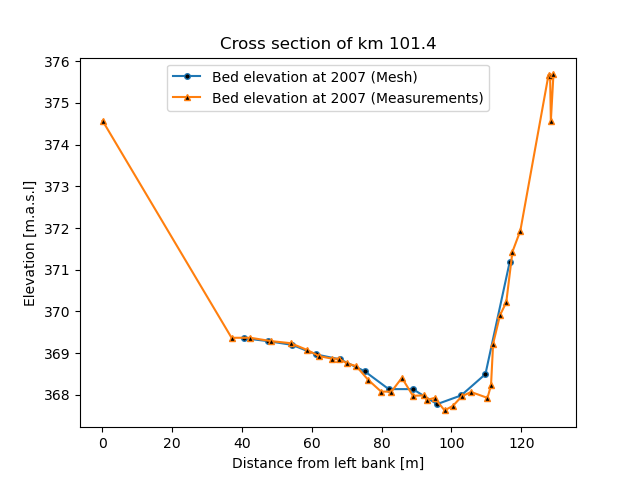 Cross section of km 101.4
Bed elevation at 2007 (Mesh)
Bed elevation at 2007 (Measurements)
Elevation [m.a.s.l]
376
375
374
373
372
371
370
369
368
0 20 40 60 80 100 120
Distance from left bank [m]